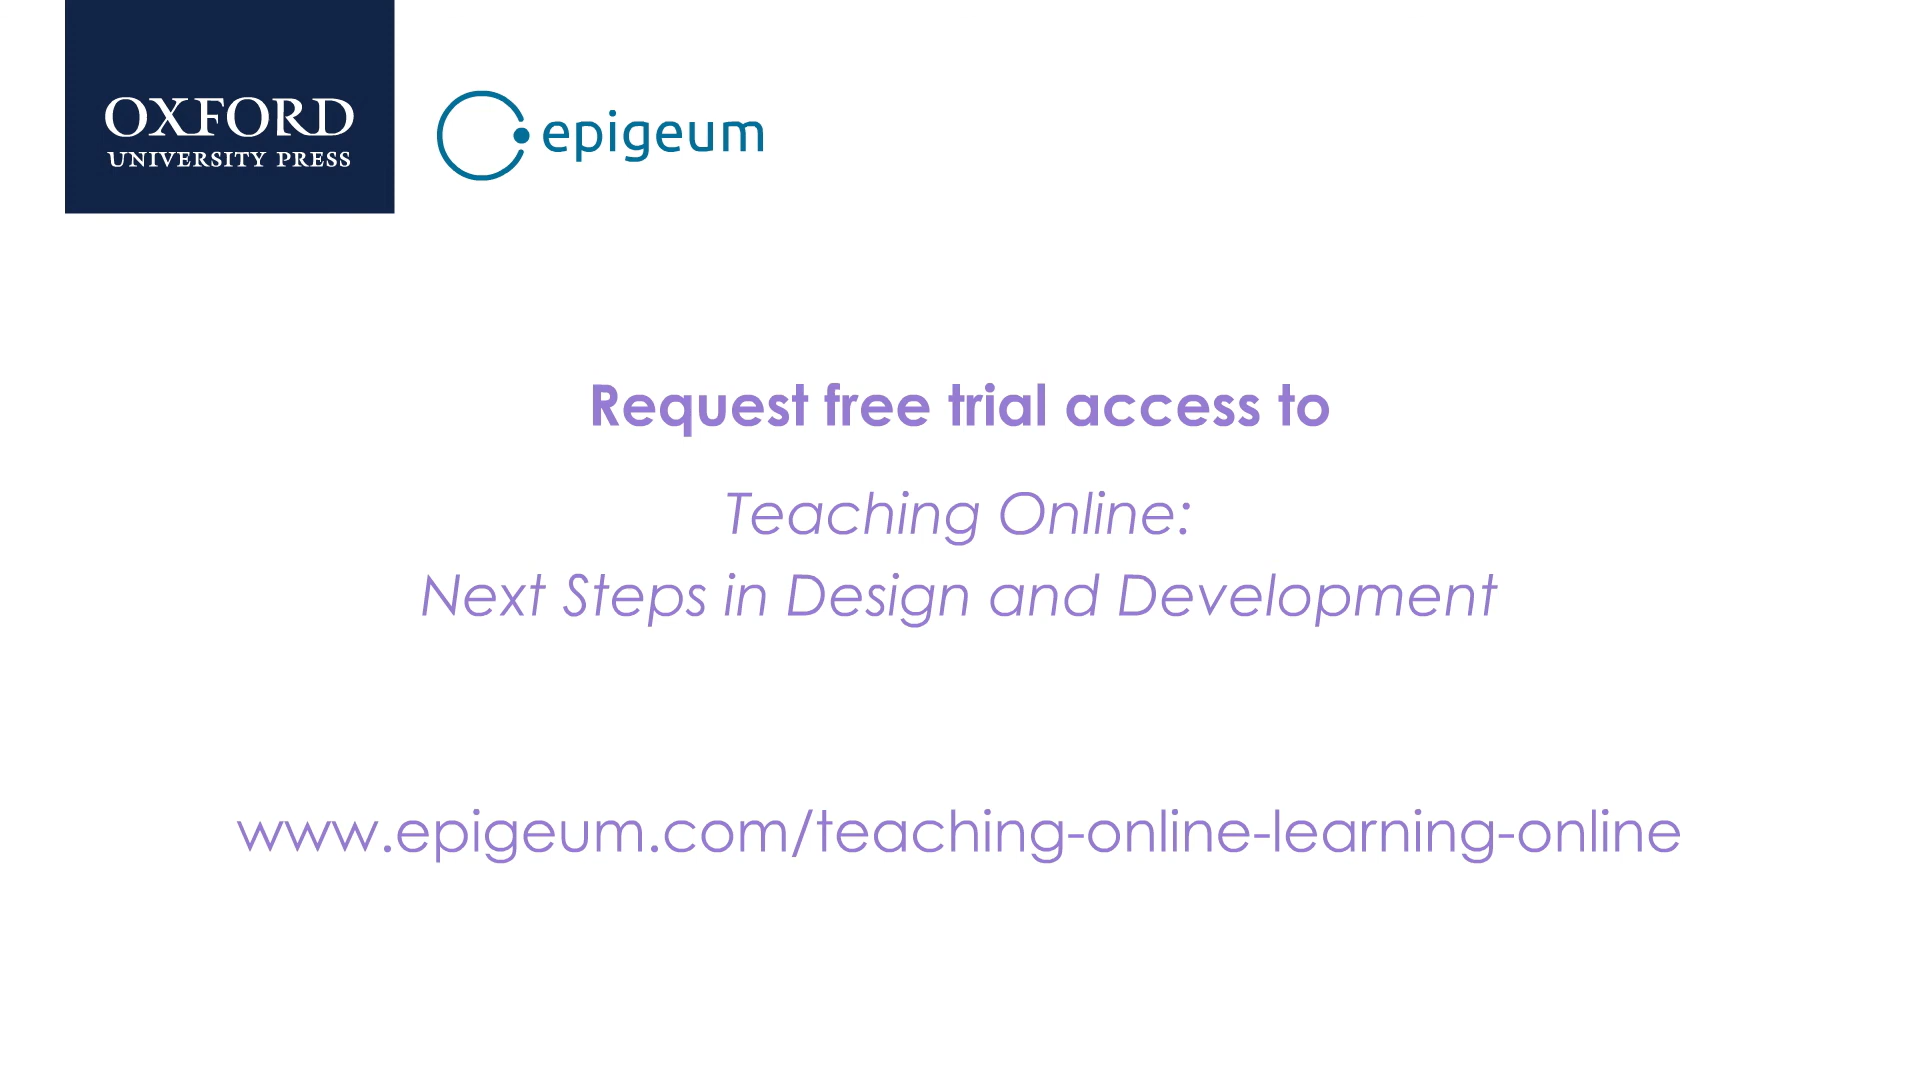 OXFORD
UNIVERSITY PRESS
epigeum
Request free trial access to
Teaching Online:
Next Steps in Design and Development
www.epigeum.com/teaching-online-learning-online